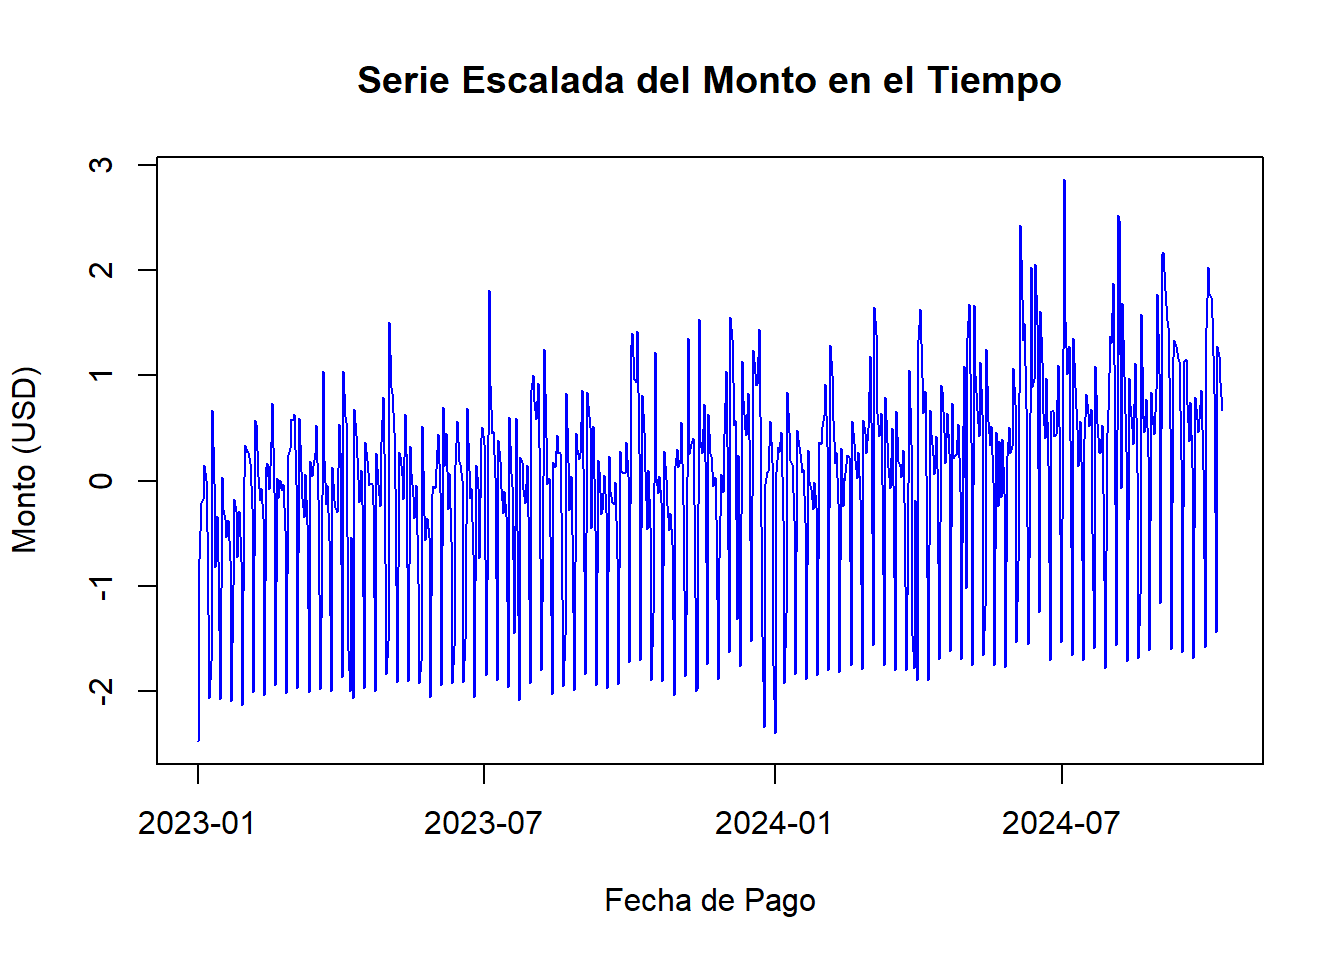 Serie Escalada del Monto en el Tiempo
3
2
1
0
-1
-2
Monto (USD)
2023-01 2023-07 2024-01 2024-07
Fecha de Pago